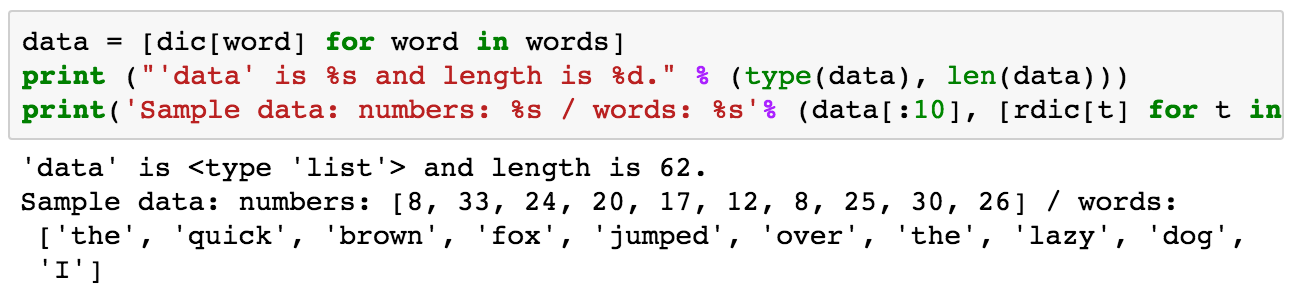 data = [dic[word] for word in words]
print ("'data' is %s and length is %d." % (type(data), len(data)))
print('Sample data: numbers: %s / words: %s'% (data[:10], [rdic[t] for t in
'data' is <type 'list'> and length is 62.
Sample data: numbers: [8, 33, 24, 20, 17, 12, 8, 25, 30, 26] / words:
['the', 'quick', 'brown', 'fox', 'jumped', 'over', 'the', 'lazy', 'dog',
'I']